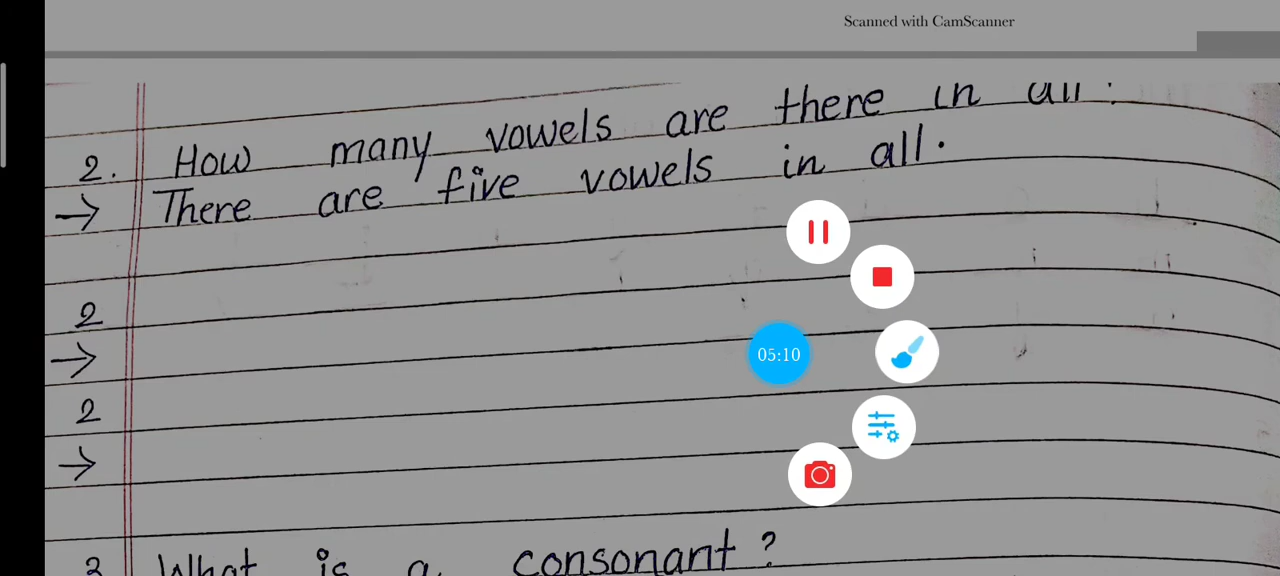 Scanned with CamScanner
2. How many vowels are there in all?
→ There are five vowels in all.
2
→
05:10
2
→
3 What is a consonant?